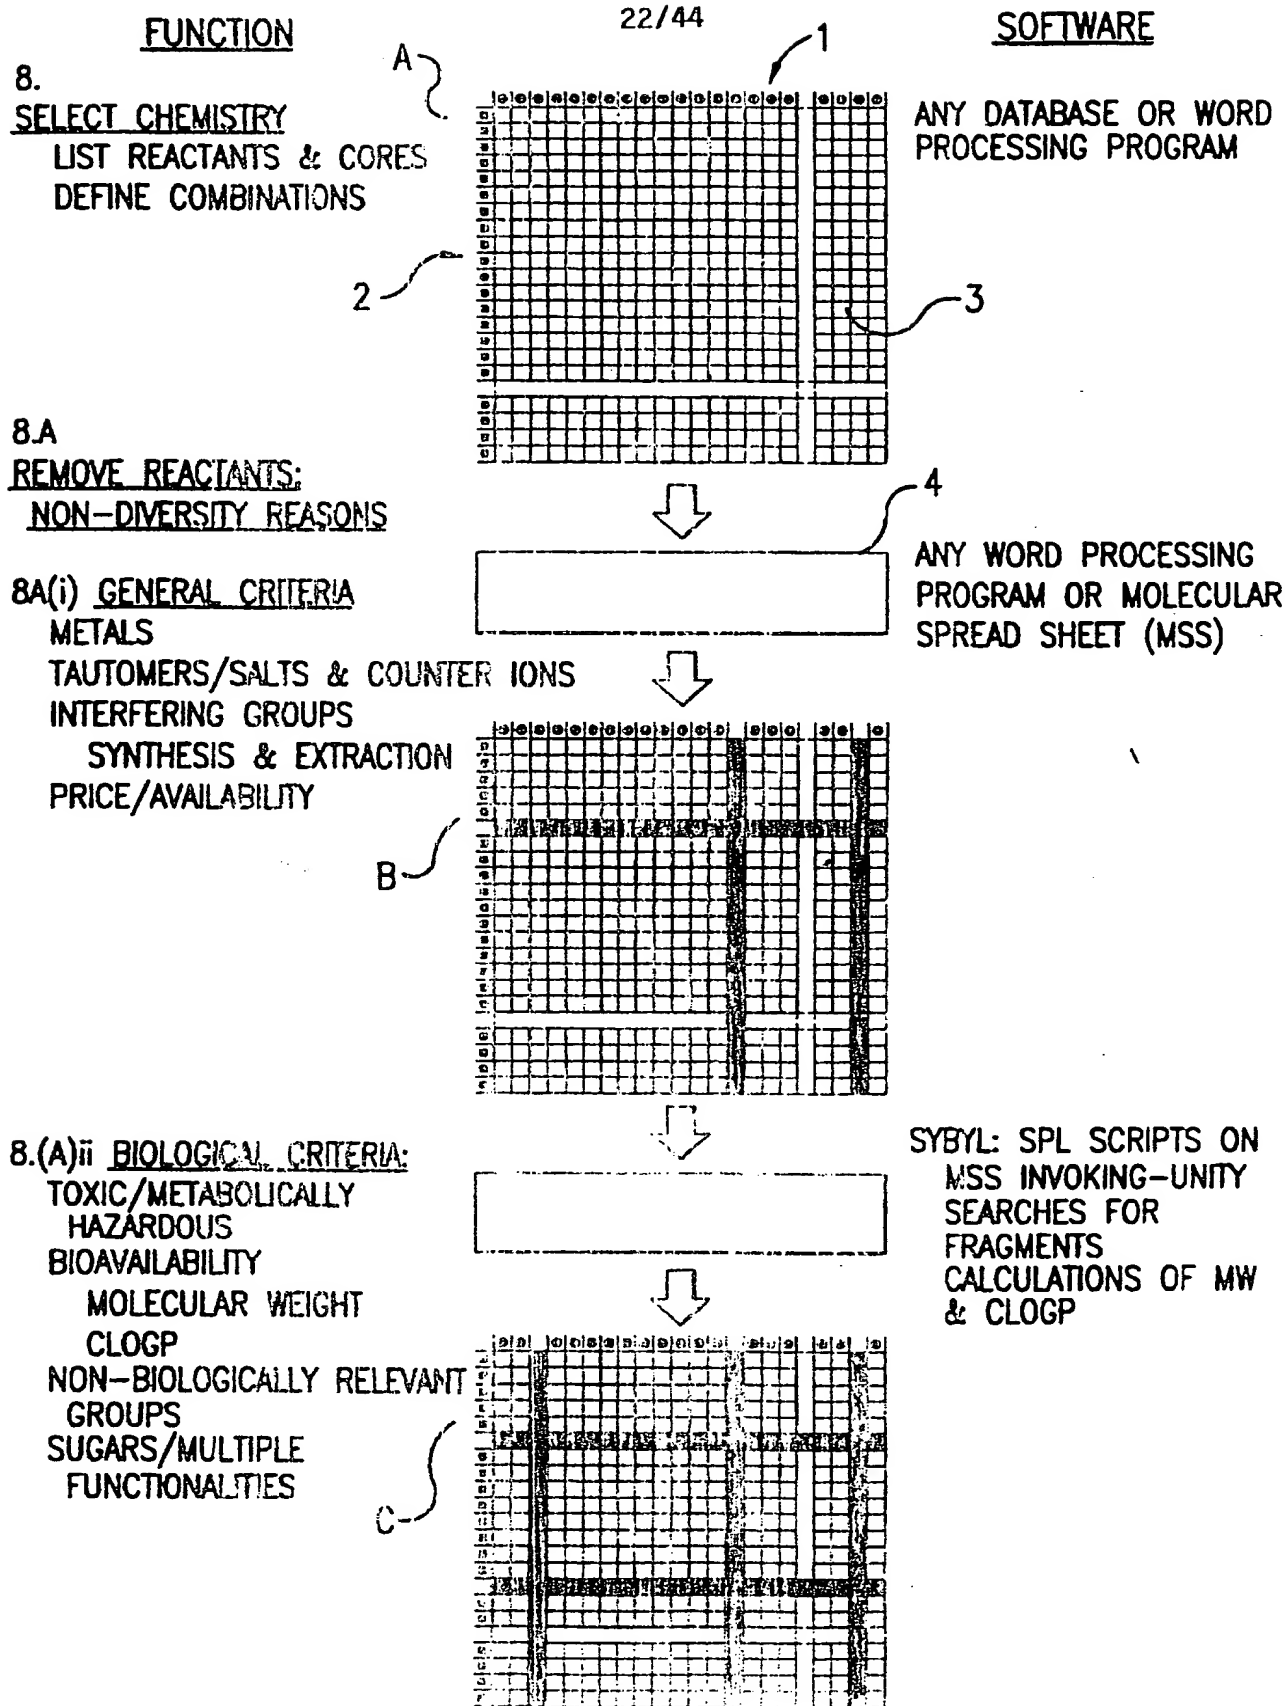 22/44
FUNCTION
SOFTWARE
8.
SELECT CHEMISTRY
LIST REACTANTS & CORES
DEFINE COMBINATIONS
A
1
ANY DATABASE OR WORD
PROCESSING PROGRAM
2
3
8.A
REMOVE REACTANTS:
NON-DIVERSITY REASONS
4
8A(i) GENERAL CRITERIA
METALS
TAUTOMERS/SALTS & COUNTER IONS
INTERFERING GROUPS
SYNTHESIS & EXTRACTION
PRICE/AVAILABILITY
ANY WORD PROCESSING
PROGRAM OR MOLECULAR
SPREAD SHEET (MSS)
B
8.(A)ii BIOLOGICAL CRITERIA:
TOXIC/METABOLICALLY
HAZARDOUS
BIOAVAILABILITY
MOLECULAR WEIGHT
CLOGP
NON-BIOLOGICALLY RELEVANT
GROUPS
SUGARS/MULTIPLE
FUNCTIONALITIES
SYBYL: SPL SCRIPTS ON
MSS INVOKING-UNITY
SEARCHES FOR
FRAGMENTS
CALCULATIONS OF MW
& CLOGP
C